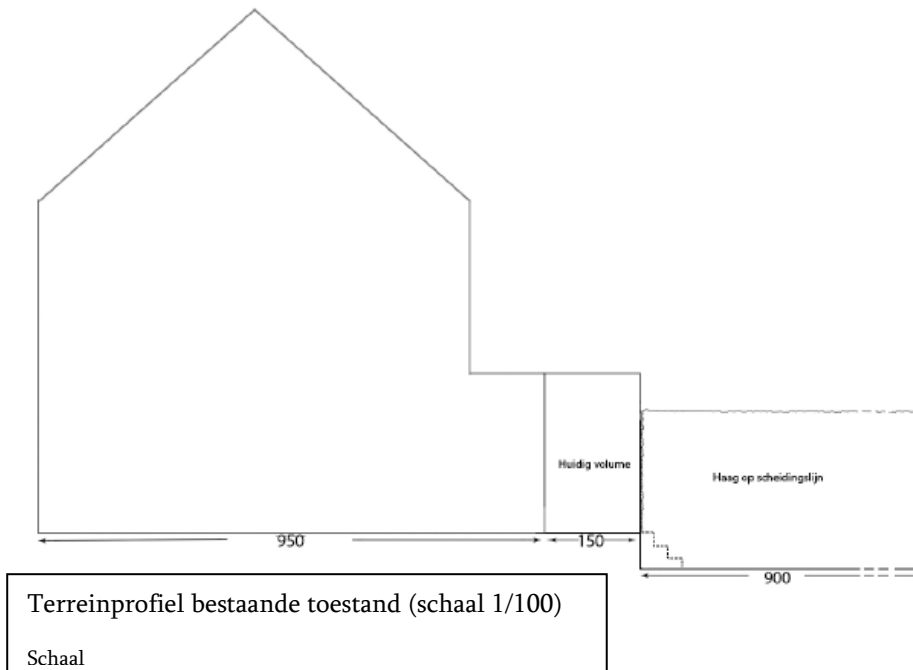 Huidig volume
Haag op scheidingslijn
950
150
900
Terreinprofiel bestaande toestand (schaal 1/100)
Schaal